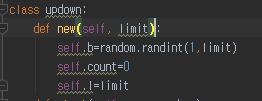 class updown:
    def new(self, limit):
        self.b=random.randint(1,limit)
        self.count=0
        self.l=limit